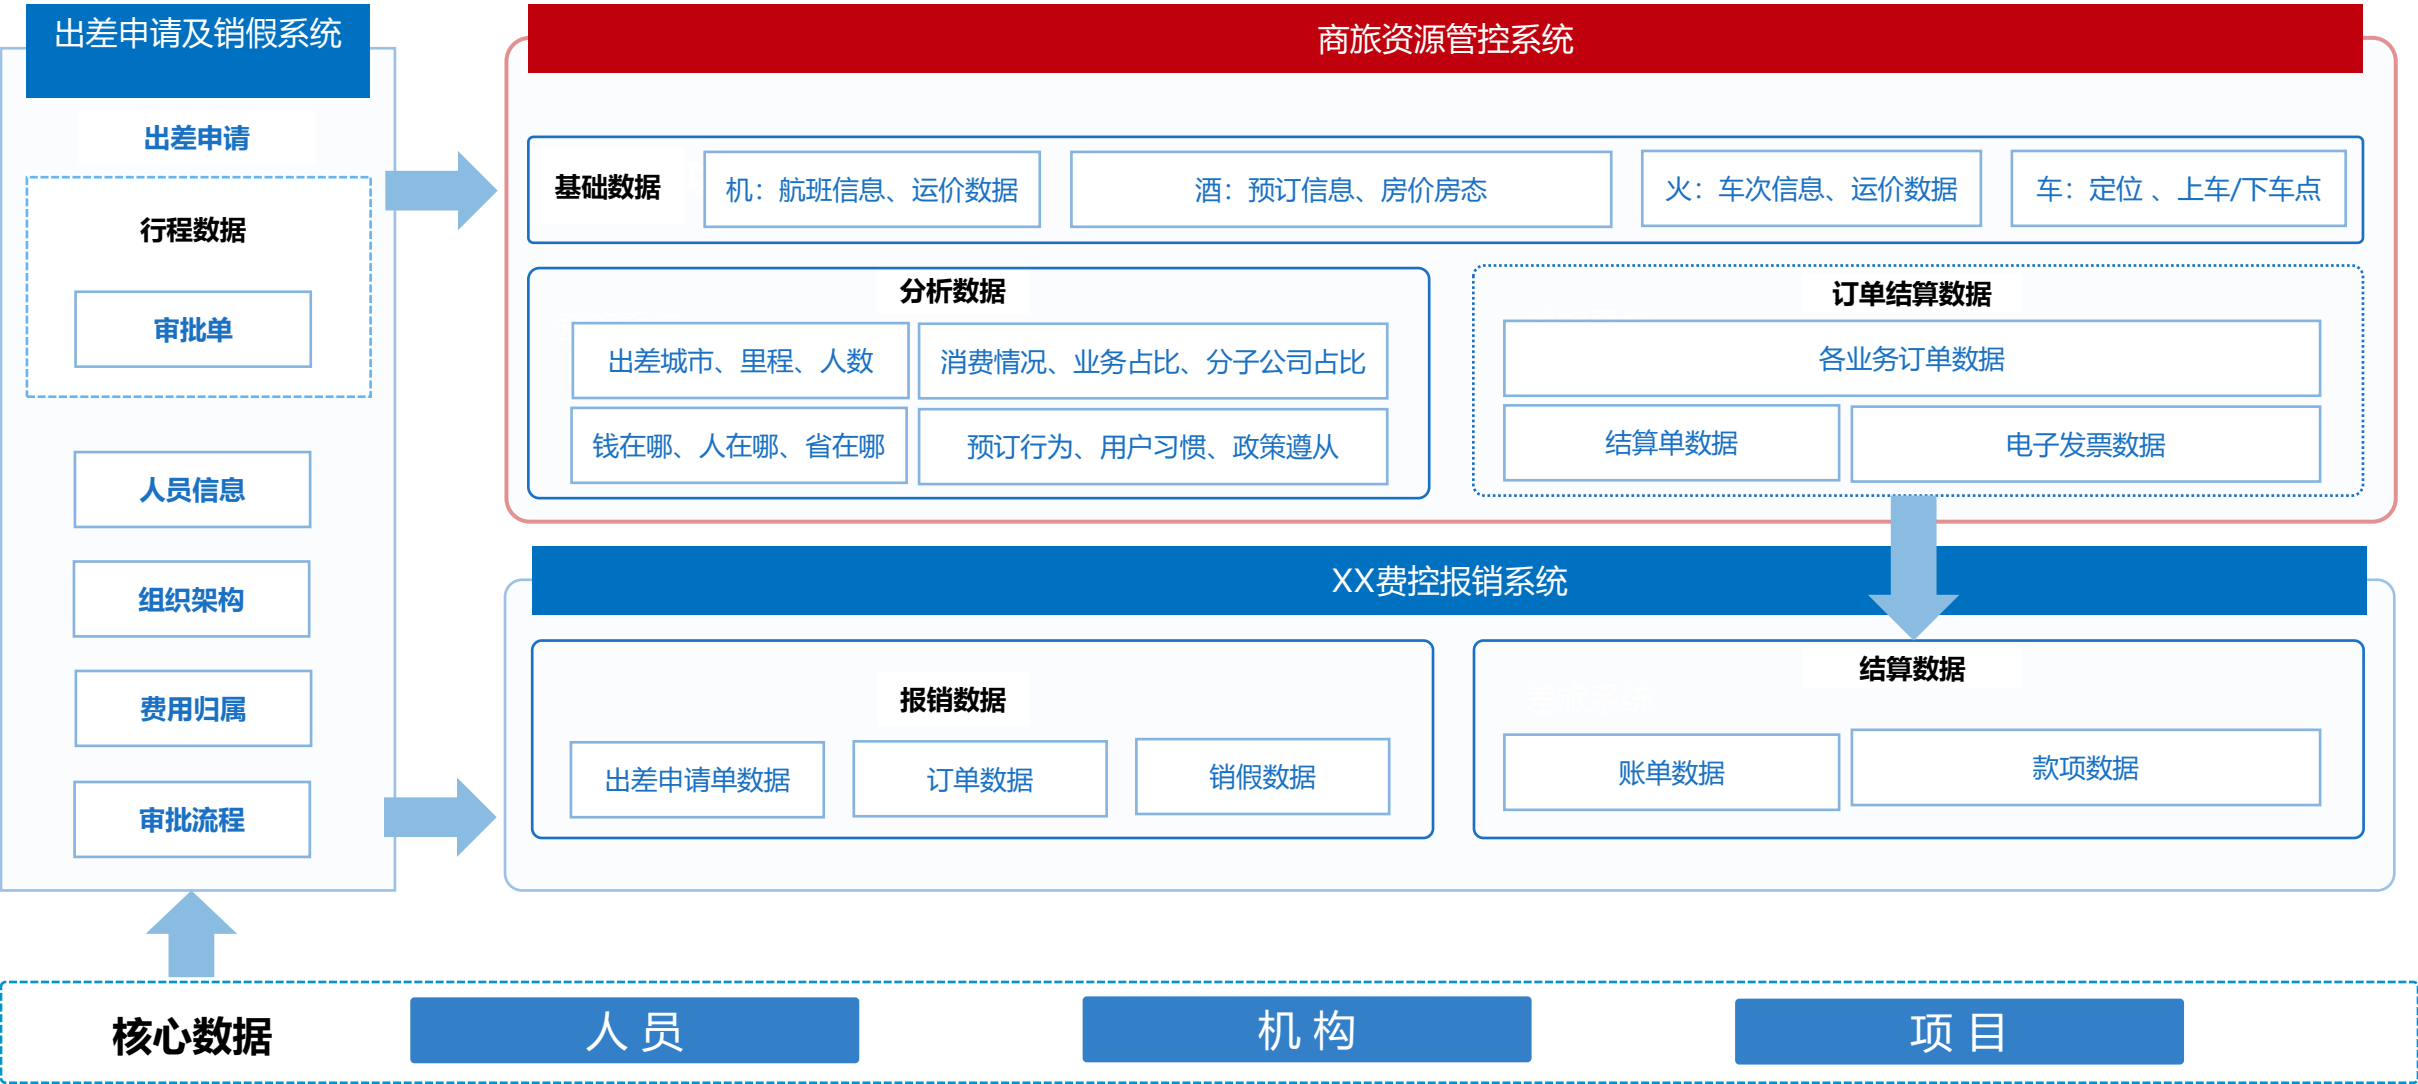 出差申请及销假系统
出差申请
行程数据
审批单
人员信息
组织架构
费用归属
审批流程
商旅资源管控系统
基础数据
机：航班信息、运价数据
酒：预订信息、房价房态
火：车次信息、运价数据
车：定位 、上车/下车点
分析数据
出差城市、里程、人数
消费情况、业务占比、分子公司占比
钱在哪、人在哪、省在哪
预订行为、用户习惯、政策遵从
订单结算数据
各业务订单数据
结算单数据
电子发票数据
XX费控报销系统
报销数据
出差申请单数据
订单数据
销假数据
结算数据
账单数据
款项数据
核心数据
人 员
机 构
项 目